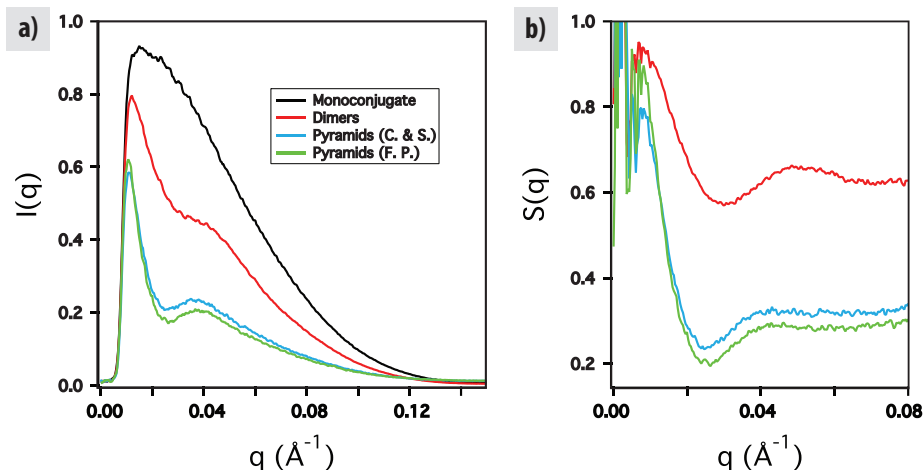 a)
I(q)
1.0
0.8
0.6
0.4
0.2
0.0
Monoconjugate
Dimers
Pyramids (C. & S.)
Pyramids (F. P.)
0.00
0.04
0.08
0.12
q (Å⁻¹)
b)
S(q)
1.0
0.8
0.6
0.4
0.2
0.00
0.04
0.08
q (Å⁻¹)